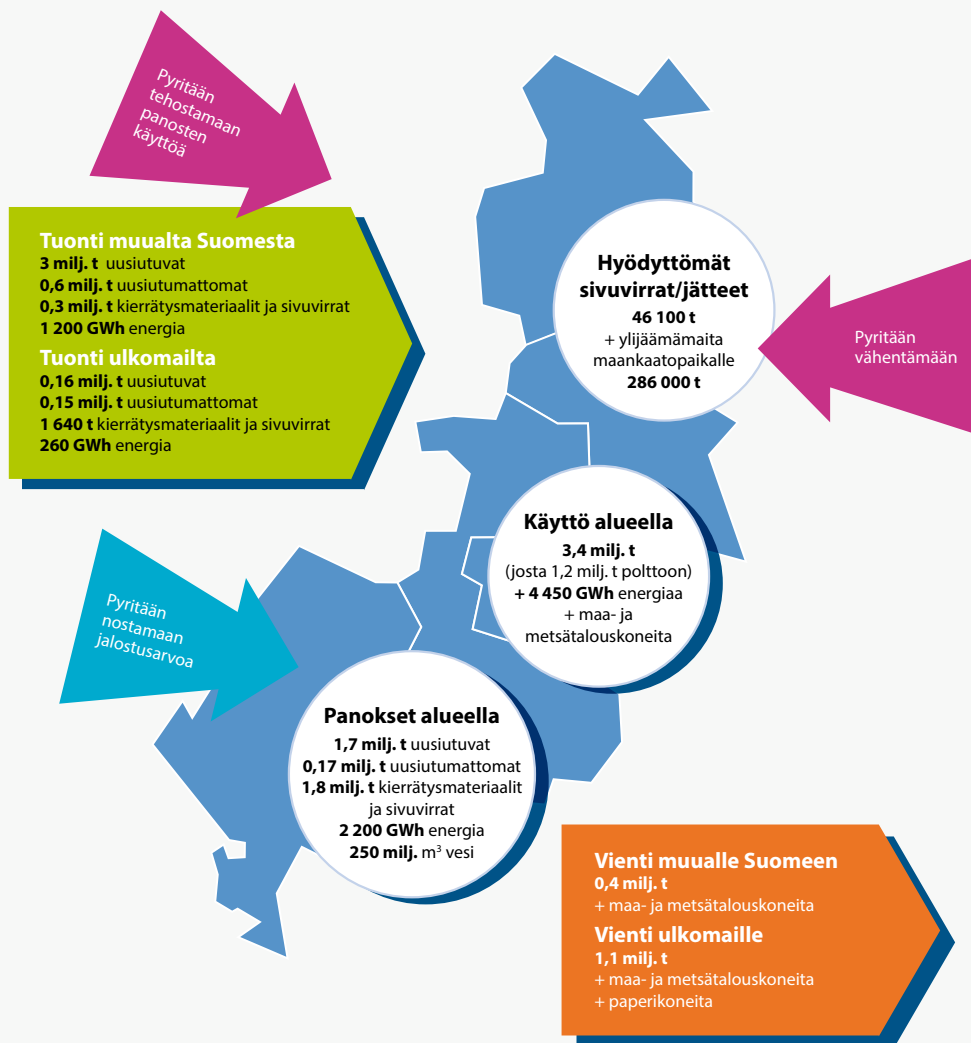 Pyritään
tehostamaan
panosten
käyttöä
Tuonti muualta Suomesta
3 milj. t uusiutuvat
0,6 milj. t uusiutumattomat
0,3 milj. t kierrätysmateriaalit ja sivuvirrat
1 200 GWh energia
Tuonti ulkomailta
0,16 milj. t uusiutuvat
0,15 milj. t uusiutumattomat
1 640 t kierrätysmateriaalit ja sivuvirrat
260 GWh energia
Hyödyttömät
sivuvirrat/jätteet
46 100 t
+ ylijäämämaita
maankaatopaikalle
286 000 t
Pyritään
vähentämään
Käyttö alueella
3,4 milj. t
(josta 1,2 milj. t polttoon)
+ 4 450 GWh energiaa
+ maa- ja
metsätalouskoneita
Pyritään
nostamaan
jalostusarvoa
Panokset alueella
1,7 milj. t uusiutuvat
0,17 milj. t uusiutumattomat
1,8 milj. t kierrätysmateriaalit
ja sivuvirrat
2 200 GWh energia
250 milj. m³ vesi
Vienti muualle Suomeen
0,4 milj. t
+ maa- ja metsätalouskoneita
Vienti ulkomaille
1,1 milj. t
+ maa- ja metsätalouskoneita
+ paperikoneita